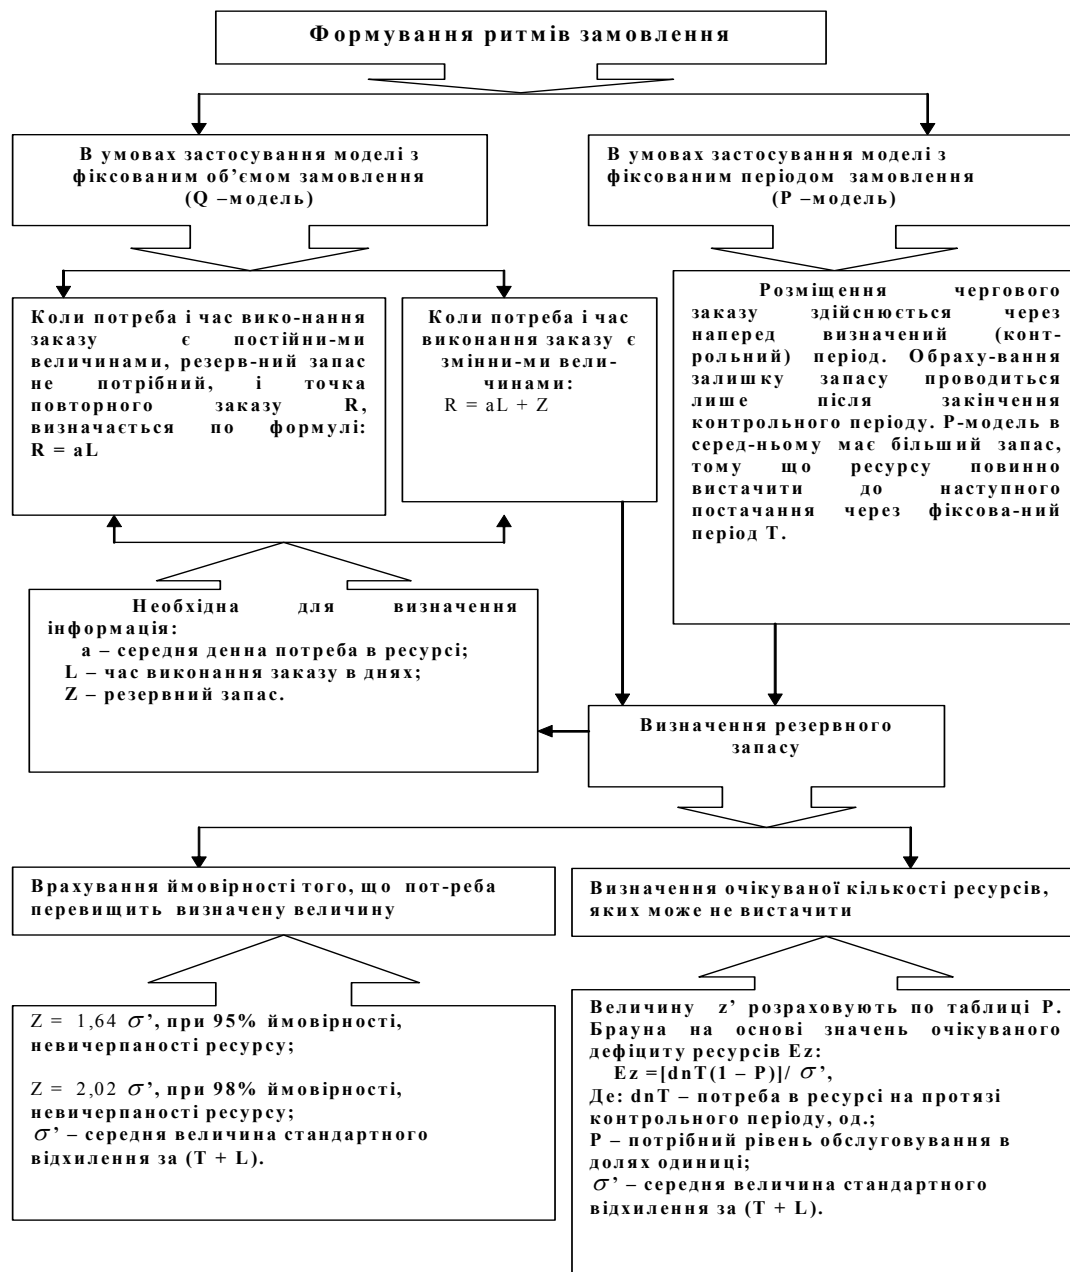 Формування ритмів замовлення
В умовах застосування моделі з
фіксованим об’ємом замовлення
(Q –модель)
В умовах застосування моделі з
фіксованим періодом замовлення
(P –модель)
Коли потреба і час вико-нання
заказу є постійни-ми
величинами, резерв-ний запас
не потрібний, і точка
повторного заказу R,
визначається по формулі:
R = aL
Коли потреба і час
виконання заказу є
змінни-ми вели-
чинами:
R = aL + Z
Розміщення чергового
заказу здійснюється через
наперед визначений (конт-
рольний) період. Обраху-вання
залишку запасу проводиться
лише після закінчення
контрольного періоду. Р-модель в
серед-ньому має більший запас,
тому що ресурсу повинно
вистачити до наступного
постачання через фіксова-ний
період Т.
Необхідна для визначення
інформація:
a – середня денна потреба в ресурсі;
L – час виконання заказу в днях;
Z – резервний запас.
Визначення резервного
запасу
Врахування ймовірності того, що пот-реба
перевищить визначену величину
Визначення очікуваної кількості ресурсів,
яких може не вистачити
Z = 1,64 σ’, при 95% ймовірності,
невичерпаності ресурсу;
Z = 2,02 σ’, при 98% ймовірності,
невичерпаності ресурсу;
σ’ – середня величина стандартного
відхилення за (T + L).
Величину z’ розраховують по таблиці Р.
Брауна на основі значень очікуваного
дефіциту ресурсів Ez:
Ez =[dnT(1 – P)]/ σ’,
Де: dnT – потреба в ресурсі на протязі
контрольного періоду, од.;
P – потрібний рівень обслуговування в
долях одиниці;
σ’ – середня величина стандартного
відхилення за (T + L).